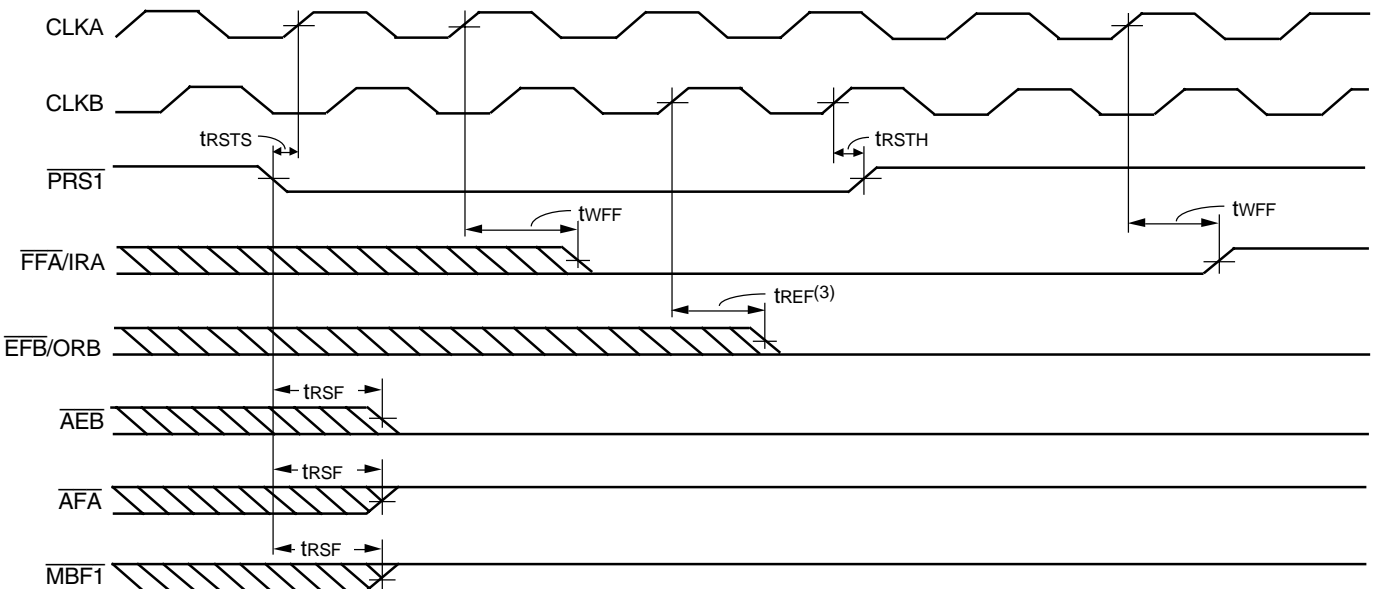 CLKA
CLKB
tRSTS
tRSTH
PRS1
tWFF
tWFF
FFA/IRA
tREF(3)
EFB/ORB
tRSF
AEB
tRSF
AFA
tRSF
MBF1